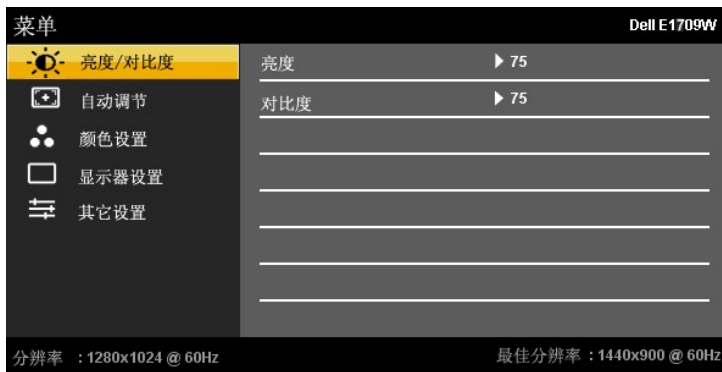 菜单 Dell E1709W
亮度/对比度 亮度 75
自动调节 对比度 75
颜色设置
显示器设置
其它设置
分辨率 : 1280x1024 @ 60Hz 最佳分辨率 : 1440x900 @ 60Hz